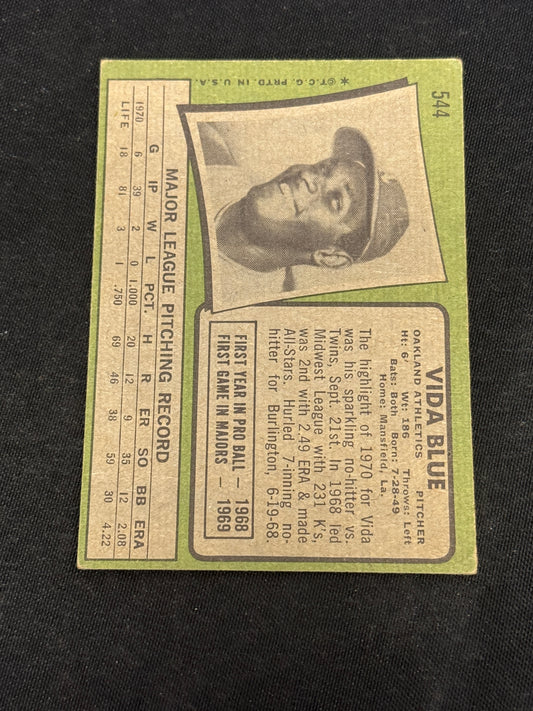 544
VIDA BLUE
OAKLAND ATHLETICS PITCHER
Ht: 6' Wt: 186 Throws: Left
Bats: Both Born: 7-28-49
Home: Mansfield, La.
The highlight of 1970 for Vida
was his sparkling no-hitter vs.
Twins, Sept. 21st. In 1968 led
Midwest League with 231 K's,
was 2nd with 2.49 ERA & made
All-Stars. Hurled 7-inning no-
hitter for Burlington, 6-19-68.
FIRST YEAR IN PRO BALL — 1968
FIRST GAME IN MAJORS — 1969
MAJOR LEAGUE PITCHING RECORD
G IP W L PCT. H R ER SO BB ERA
1970 6 39 2 0 1.000 20 12 9 35 12 2.08
LIFE 18 81 3 1 .750 69 46 38 59 30 4.22
* © T.C.G. PRTD. IN U.S.A.